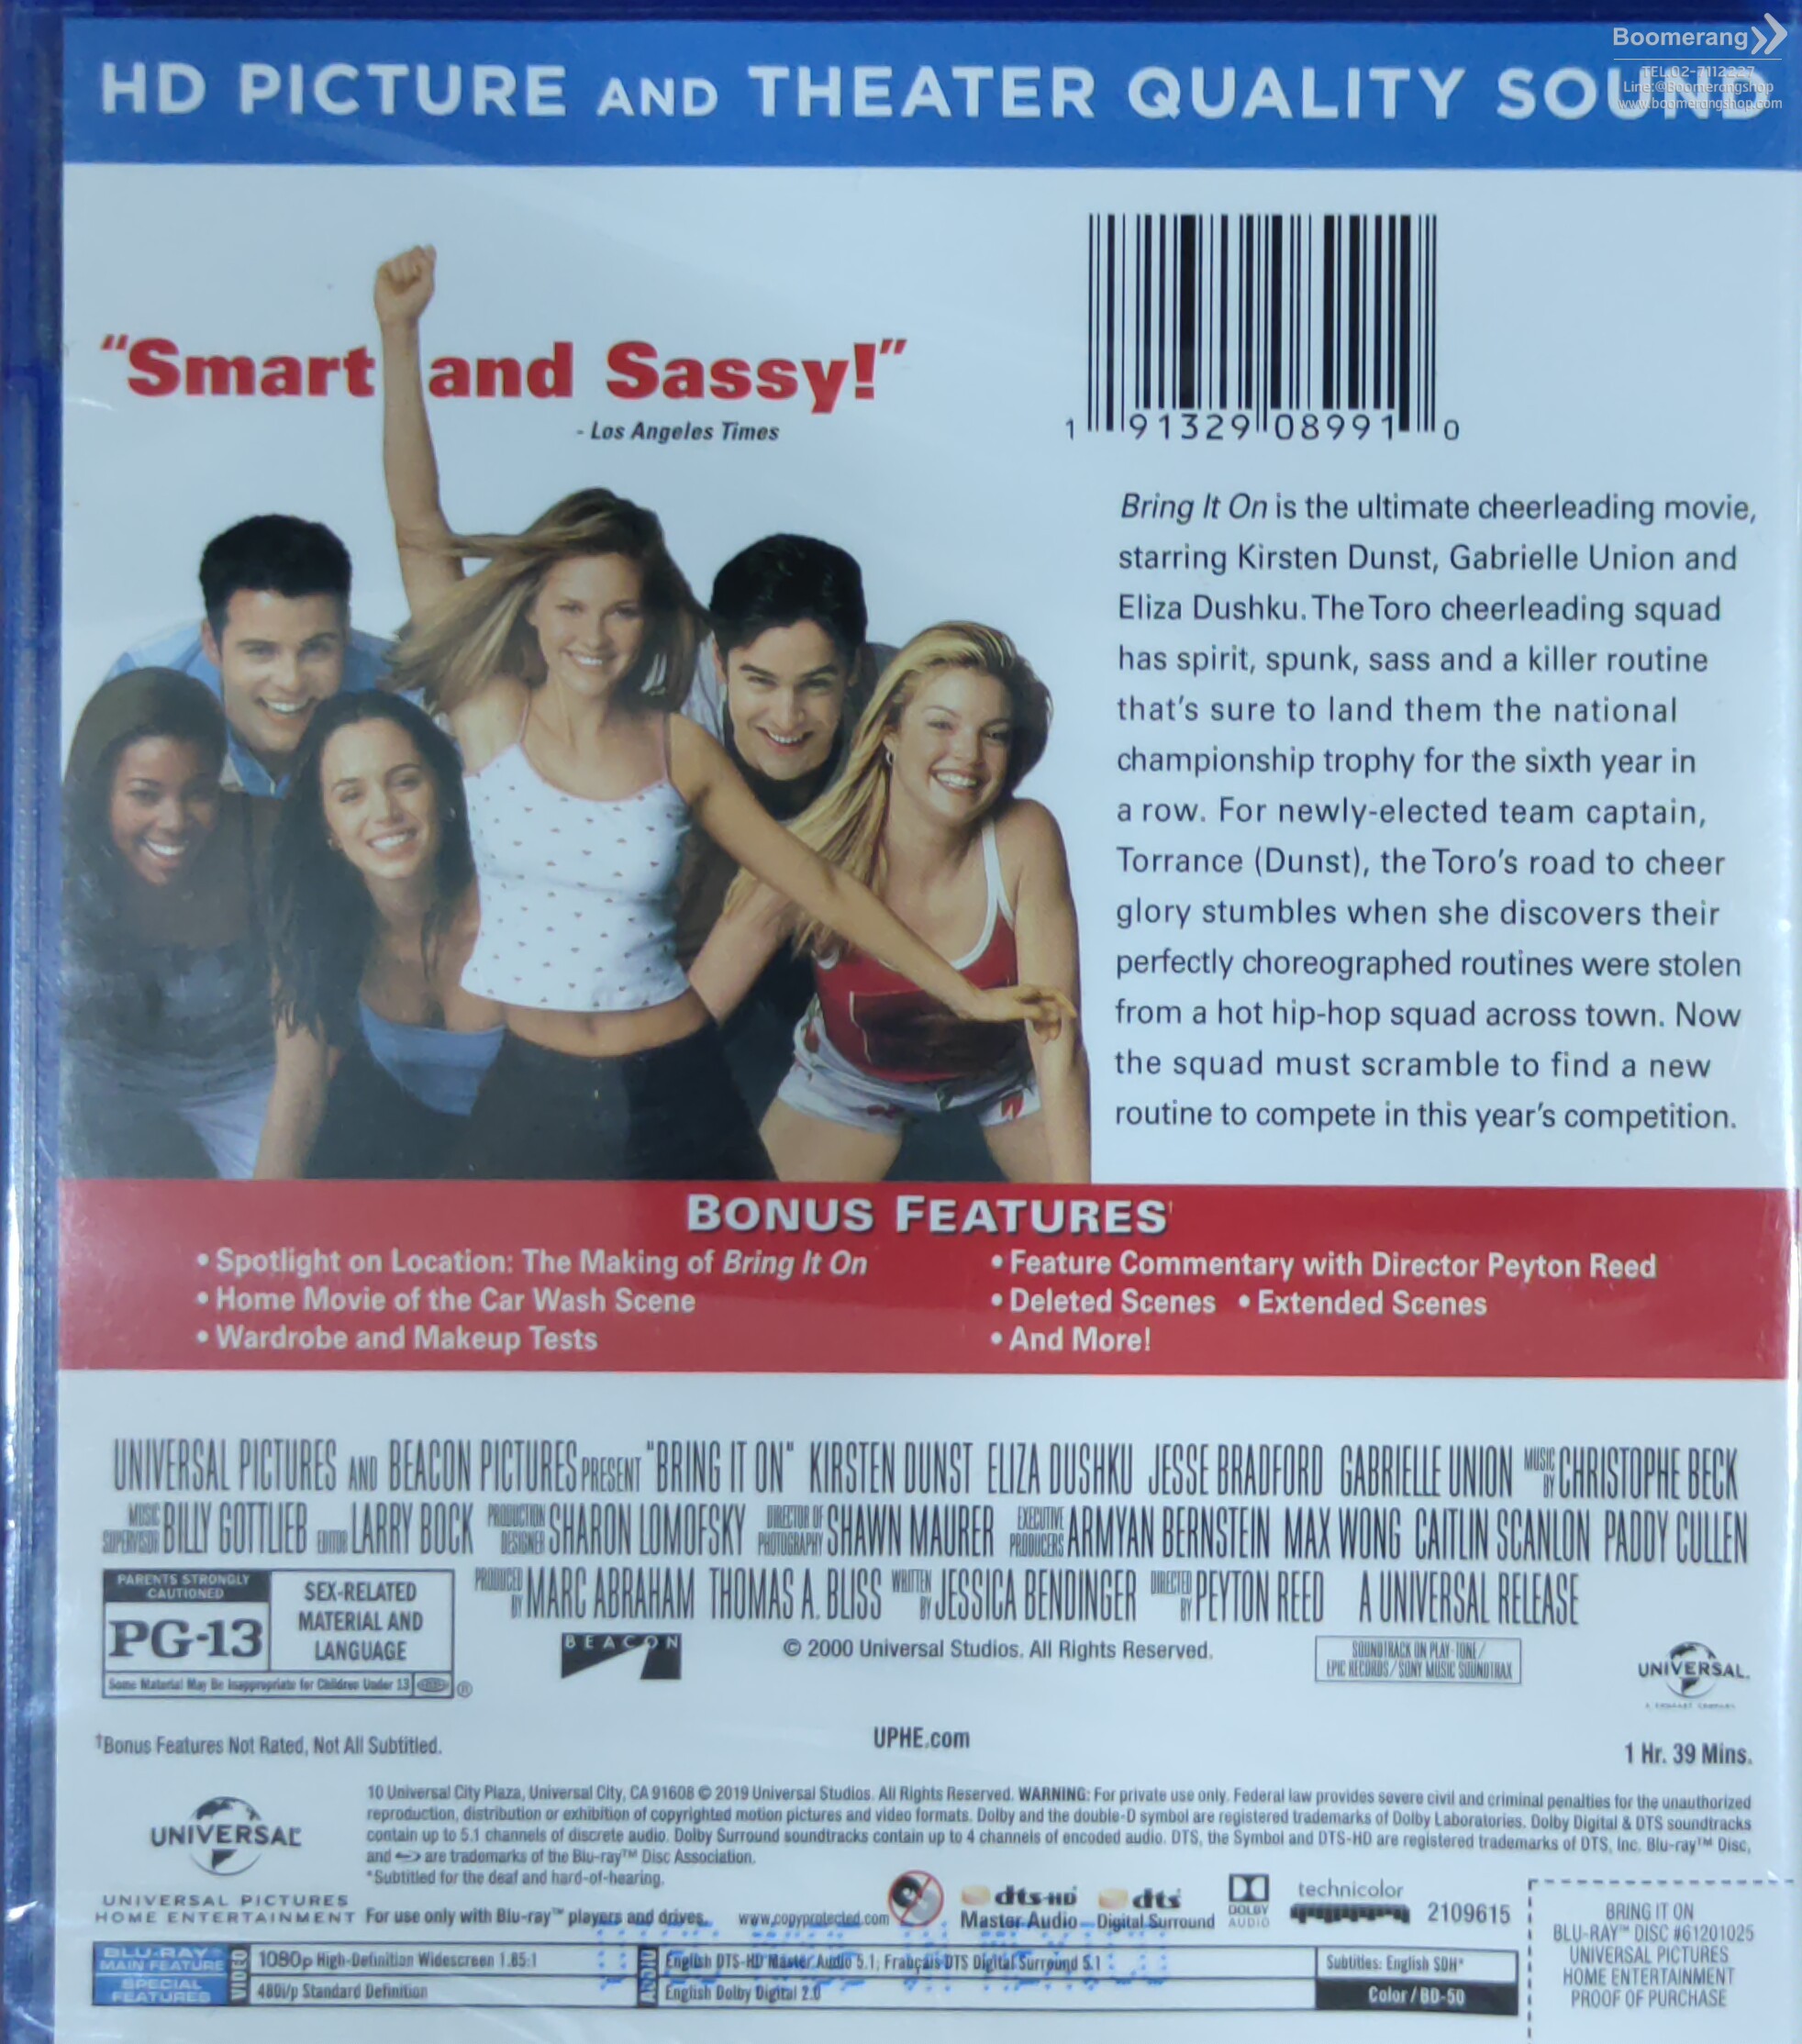 Boomerang
TEL.02-7112227
Line:@Boomerangshop
www.boomerangshop.com
HD PICTURE AND THEATER QUALITY SOUND
"Smart and Sassy!"
- Los Angeles Times
1 91329 08991 0
Bring It On is the ultimate cheerleading movie,
starring Kirsten Dunst, Gabrielle Union and
Eliza Dushku. The Toro cheerleading squad
has spirit, spunk, sass and a killer routine
that's sure to land them the national
championship trophy for the sixth year in
a row. For newly-elected team captain,
Torrance (Dunst), the Toro's road to cheer
glory stumbles when she discovers their
perfectly choreographed routines were stolen
from a hot hip-hop squad across town. Now
the squad must scramble to find a new
routine to compete in this year's competition.
BONUS FEATURES†
• Spotlight on Location: The Making of Bring It On
• Home Movie of the Car Wash Scene
• Wardrobe and Makeup Tests
• Feature Commentary with Director Peyton Reed
• Deleted Scenes • Extended Scenes
• And More!
UNIVERSAL PICTURES AND BEACON PICTURES PRESENT "BRING IT ON" KIRSTEN DUNST ELIZA DUSHKU JESSE BRADFORD GABRIELLE UNION MUSIC BY CHRISTOPHE BECK
MUSIC SUPERVISOR BILLY GOTTLIEB EDITOR LARRY BOCK PRODUCTION DESIGNER SHARON LOMOFSKY DIRECTOR OF PHOTOGRAPHY SHAWN MAURER EXECUTIVE PRODUCERS ARMYAN BERNSTEIN MAX WONG CAITLIN SCANLON PADDY CULLEN
PRODUCED BY MARC ABRAHAM THOMAS A. BLISS WRITTEN BY JESSICA BENDINGER DIRECTED BY PEYTON REED A UNIVERSAL RELEASE
PARENTS STRONGLY CAUTIONED
PG-13
SEX-RELATED
MATERIAL AND
LANGUAGE
Some Material May Be Inappropriate for Children Under 13 ®
BEACON
© 2000 Universal Studios. All Rights Reserved.
SOUNDTRACK ON PLAY-TONE/
EPIC RECORDS/SONY MUSIC SOUNDTRAX
UNIVERSAL
†Bonus Features Not Rated, Not All Subtitled.
UPHE.com
1 Hr. 39 Mins.
UNIVERSAL
UNIVERSAL PICTURES
HOME ENTERTAINMENT
10 Universal City Plaza, Universal City, CA 91608 © 2019 Universal Studios. All Rights Reserved. WARNING: For private use only. Federal law provides severe civil and criminal penalties for the unauthorized
reproduction, distribution or exhibition of copyrighted motion pictures and video formats. Dolby and the double-D symbol are registered trademarks of Dolby Laboratories. Dolby Digital & DTS soundtracks
contain up to 5.1 channels of discrete audio. Dolby Surround soundtracks contain up to 4 channels of encoded audio. DTS, the Symbol and DTS-HD are registered trademarks of DTS, Inc. Blu-ray™ Disc,
and are trademarks of the Blu-ray™ Disc Association.
*Subtitled for the deaf and hard-of-hearing.
For use only with Blu-ray™ players and drives.
www.copyprotected.com
dts-HD
Master Audio
dts
Digital Surround
DOLBY
AUDIO
technicolor
2109615
BLU-RAY™ MAIN FEATURE
SPECIAL FEATURES
VIDEO
1080p High-Definition Widescreen 1.85:1
480i/p Standard Definition
AUDIO
English DTS-HD Master Audio 5.1, Français DTS Digital Surround 5.1
English Dolby Digital 2.0
Subtitles: English SDH*
Color / BD-50
BRING IT ON
BLU-RAY™ DISC #61201025
UNIVERSAL PICTURES
HOME ENTERTAINMENT
PROOF OF PURCHASE